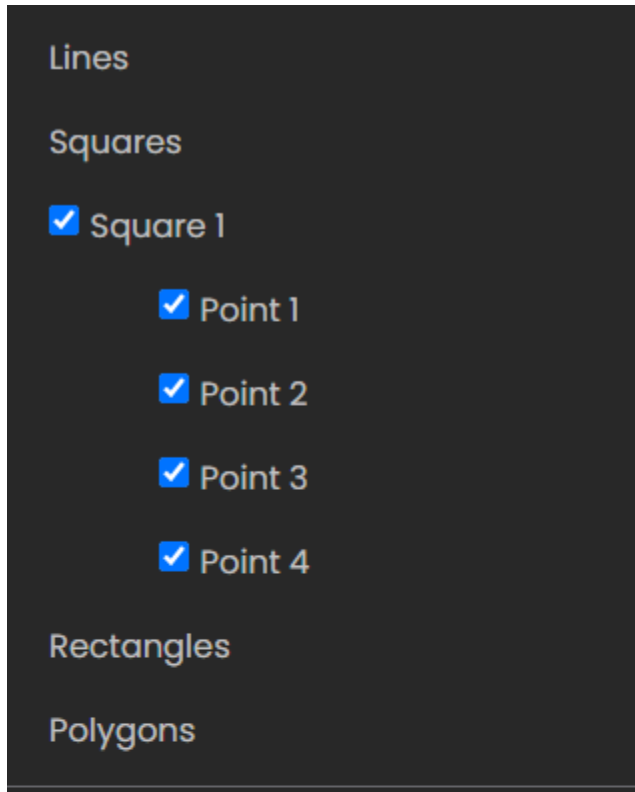 Lines
Squares
Square 1
Point 1
Point 2
Point 3
Point 4
Rectangles
Polygons